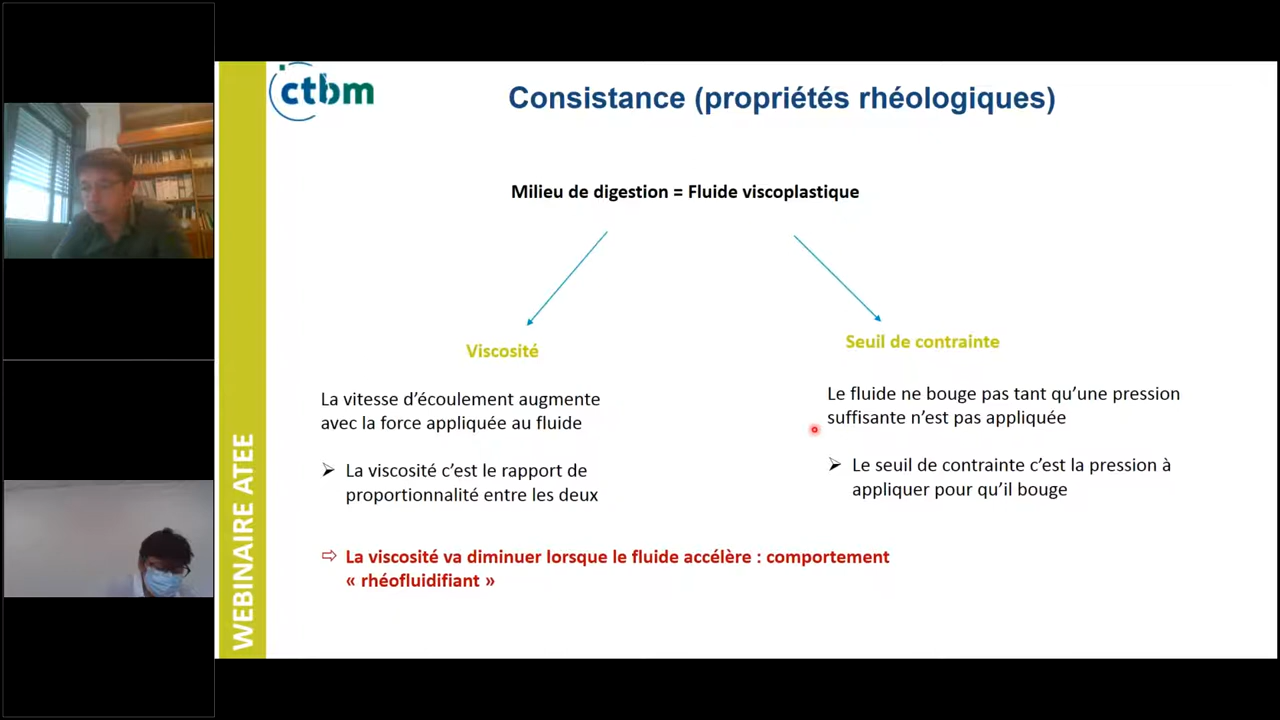 ctbm
Consistance (propriétés rhéologiques)
Milieu de digestion = Fluide viscoplastique
Viscosité
La vitesse d’écoulement augmente
avec la force appliquée au fluide
➢ La viscosité c’est le rapport de
proportionnalité entre les deux
Seuil de contrainte
Le fluide ne bouge pas tant qu’une pression
suffisante n’est pas appliquée
➢ Le seuil de contrainte c’est la pression à
appliquer pour qu’il bouge
⇨ La viscosité va diminuer lorsque le fluide accélère : comportement
« rhéofluidifiant »
WEBINAIRE ATEE